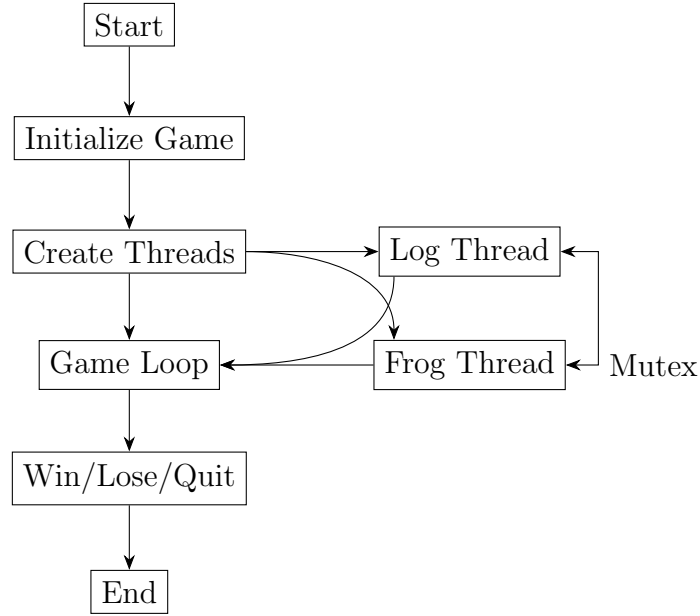 Start
Initialize Game
Create Threads
Log Thread
Game Loop
Frog Thread
Mutex
Win/Lose/Quit
End